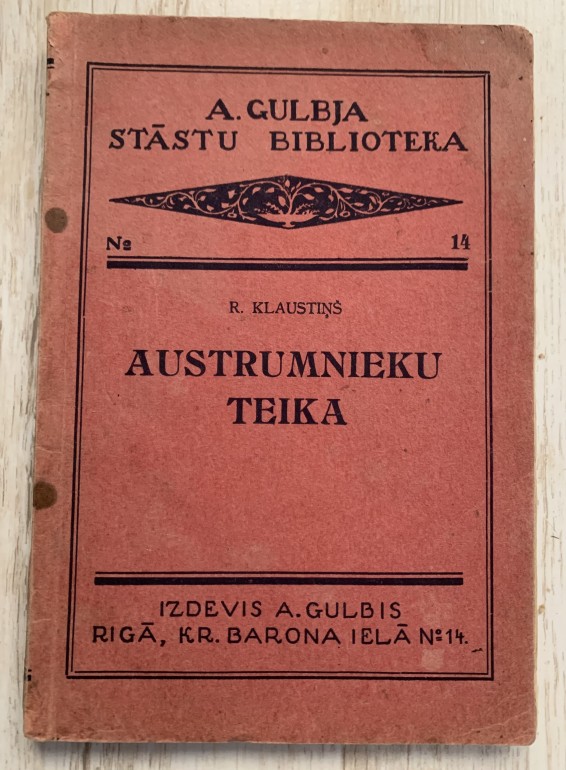 A. GULBJA
STĀSTU BIBLIOTEKA
№ 14
R. KLAUSTIŅŠ
AUSTRUMNIEKU
TEIKA
IZDEVIS A. GULBIS
RIGĀ, KR. BARONA IELĀ № 14.